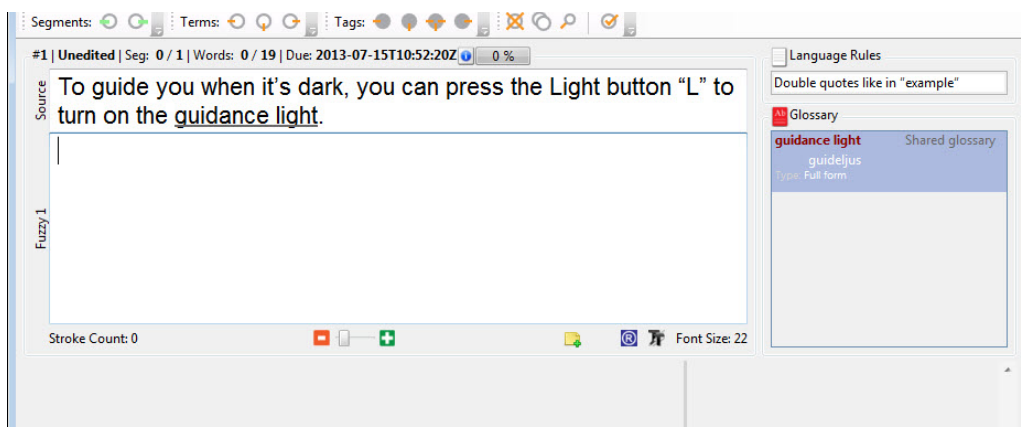 Segments: Terms: Tags:
#1 | Unedited | Seg: 0 / 1 | Words: 0 / 19 | Due: 2013-07-15T10:52:20Z 0 %
Source
To guide you when it’s dark, you can press the Light button “L” to
turn on the guidance light.
Fuzzy 1
Stroke Count: 0
Font Size: 22
Language Rules
Double quotes like in "example"
Glossary
guidance light Shared glossary
guideljus
Type: Full form